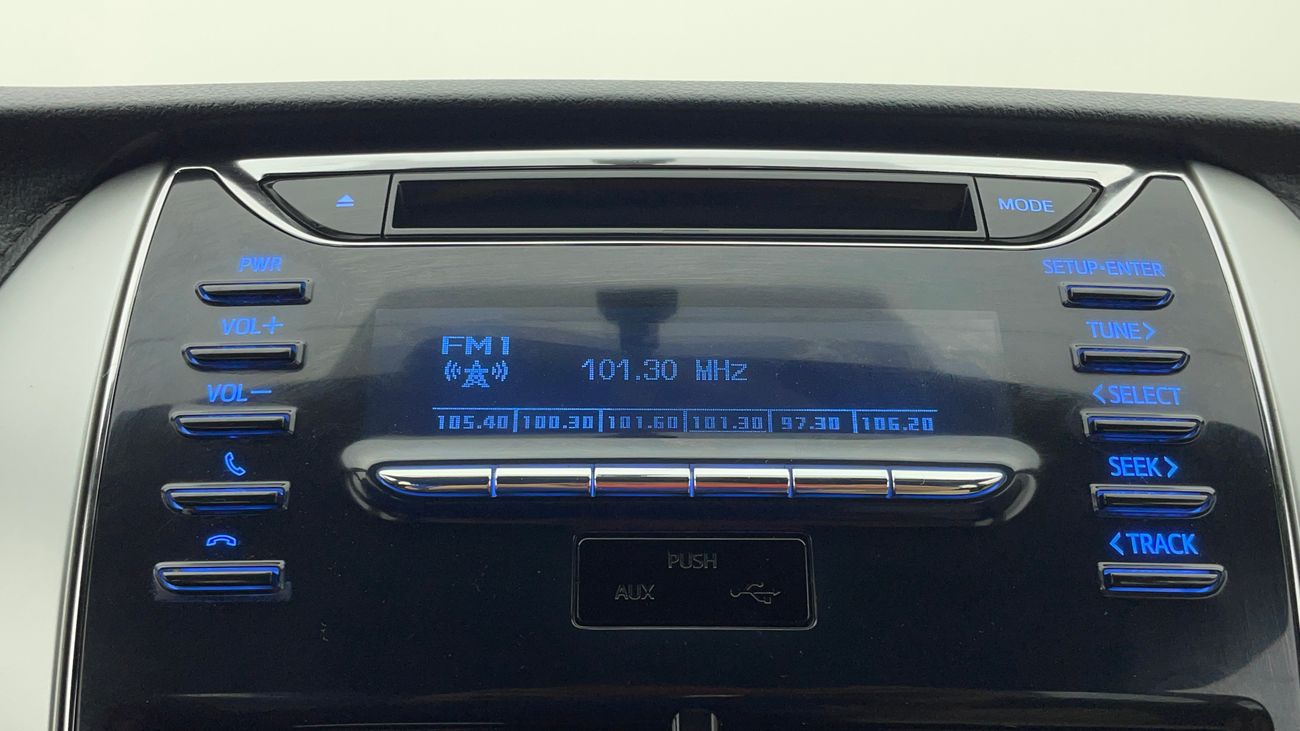 MODE
PWR
SETUP•ENTER
VOL+
TUNE>
FM1
101.30 MHz
VOL−
<SELECT
105.40 100.30 101.60 101.30 97.30 106.20
SEEK>
<TRACK
PUSH
AUX